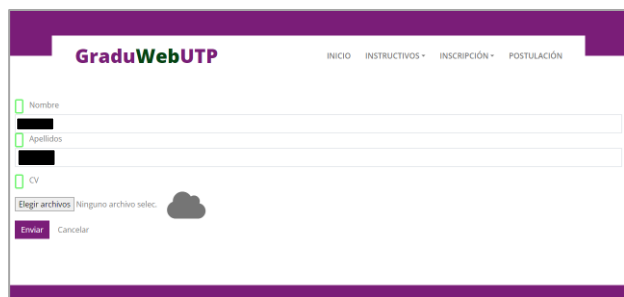 GraduWebUTP
INICIO INSTRUCTIVOS INSCRIPCIÓN POSTULACIÓN
Nombre
Apellidos
CV
Elegir archivos Ninguno archivo selec.
Enviar Cancelar